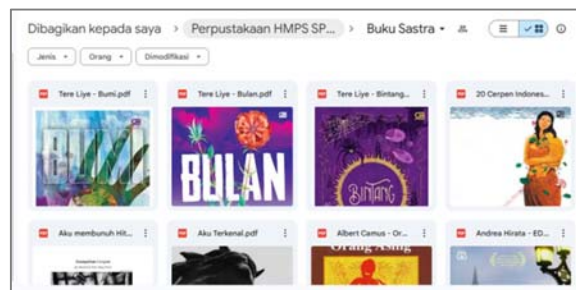 Dibagikan kepada saya > Perpustakaan HMPS SP... > Buku Sastra
Jenis Orang Dimodifikasi
Tere Liye - Bumi.pdf
Tere Liye - Bulan.pdf
Tere Liye - Bintang...
20 Cerpen Indones...
BUMI
BULAN
BINTANG
Aku membunuh Hit...
Aku Terkenal.pdf
Albert Camus - Or...
Andrea Hirata - ED...
Orang Asing